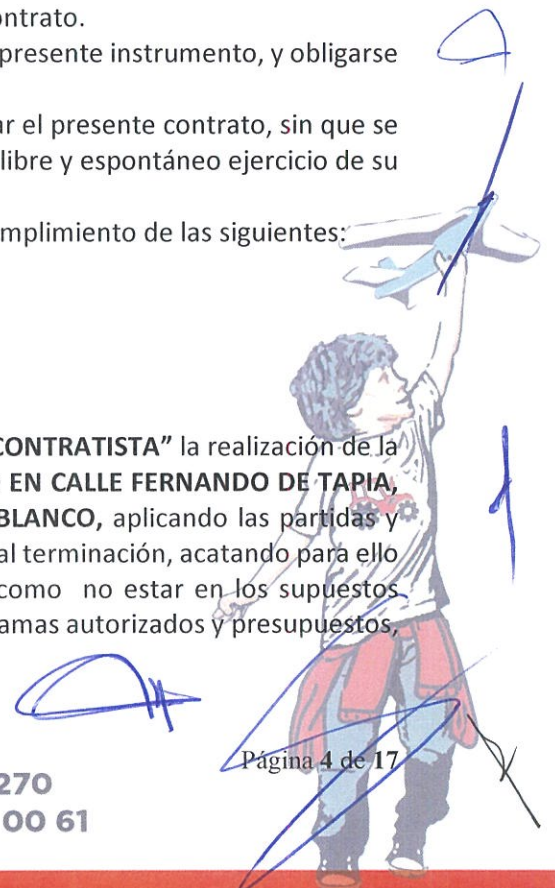 ontrato.
presente instrumento, y obligarse
ar el presente contrato, sin que se
libre y espontáneo ejercicio de su
umplimiento de las siguientes:
CONTRATISTA” la realización de la
EN CALLE FERNANDO DE TAPIA,
BLANCO, aplicando las partidas y
al terminación, acatando para ello
como no estar en los supuestos
amas autorizados y presupuestos,
Página 4 de 17
270
00 61